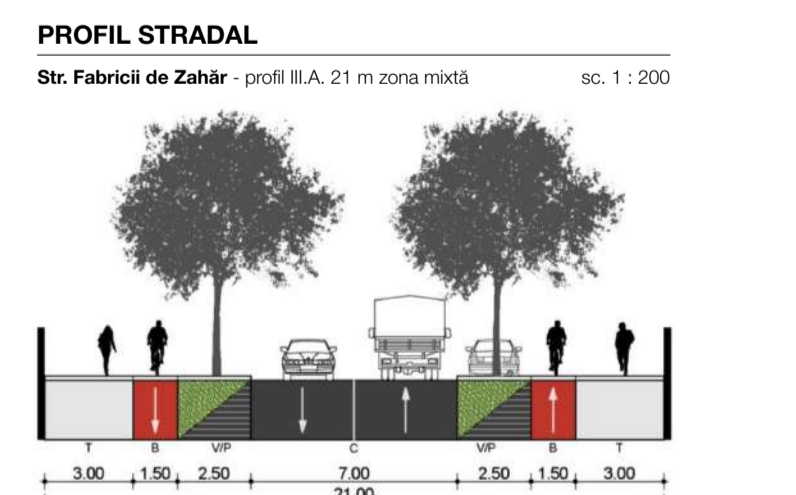 PROFIL STRADAL
Str. Fabricii de Zahăr - profil III.A. 21 m zona mixtă sc. 1 : 200
T B V/P C V/P B T
3.00 1.50 2.50 7.00 2.50 1.50 3.00
21.00